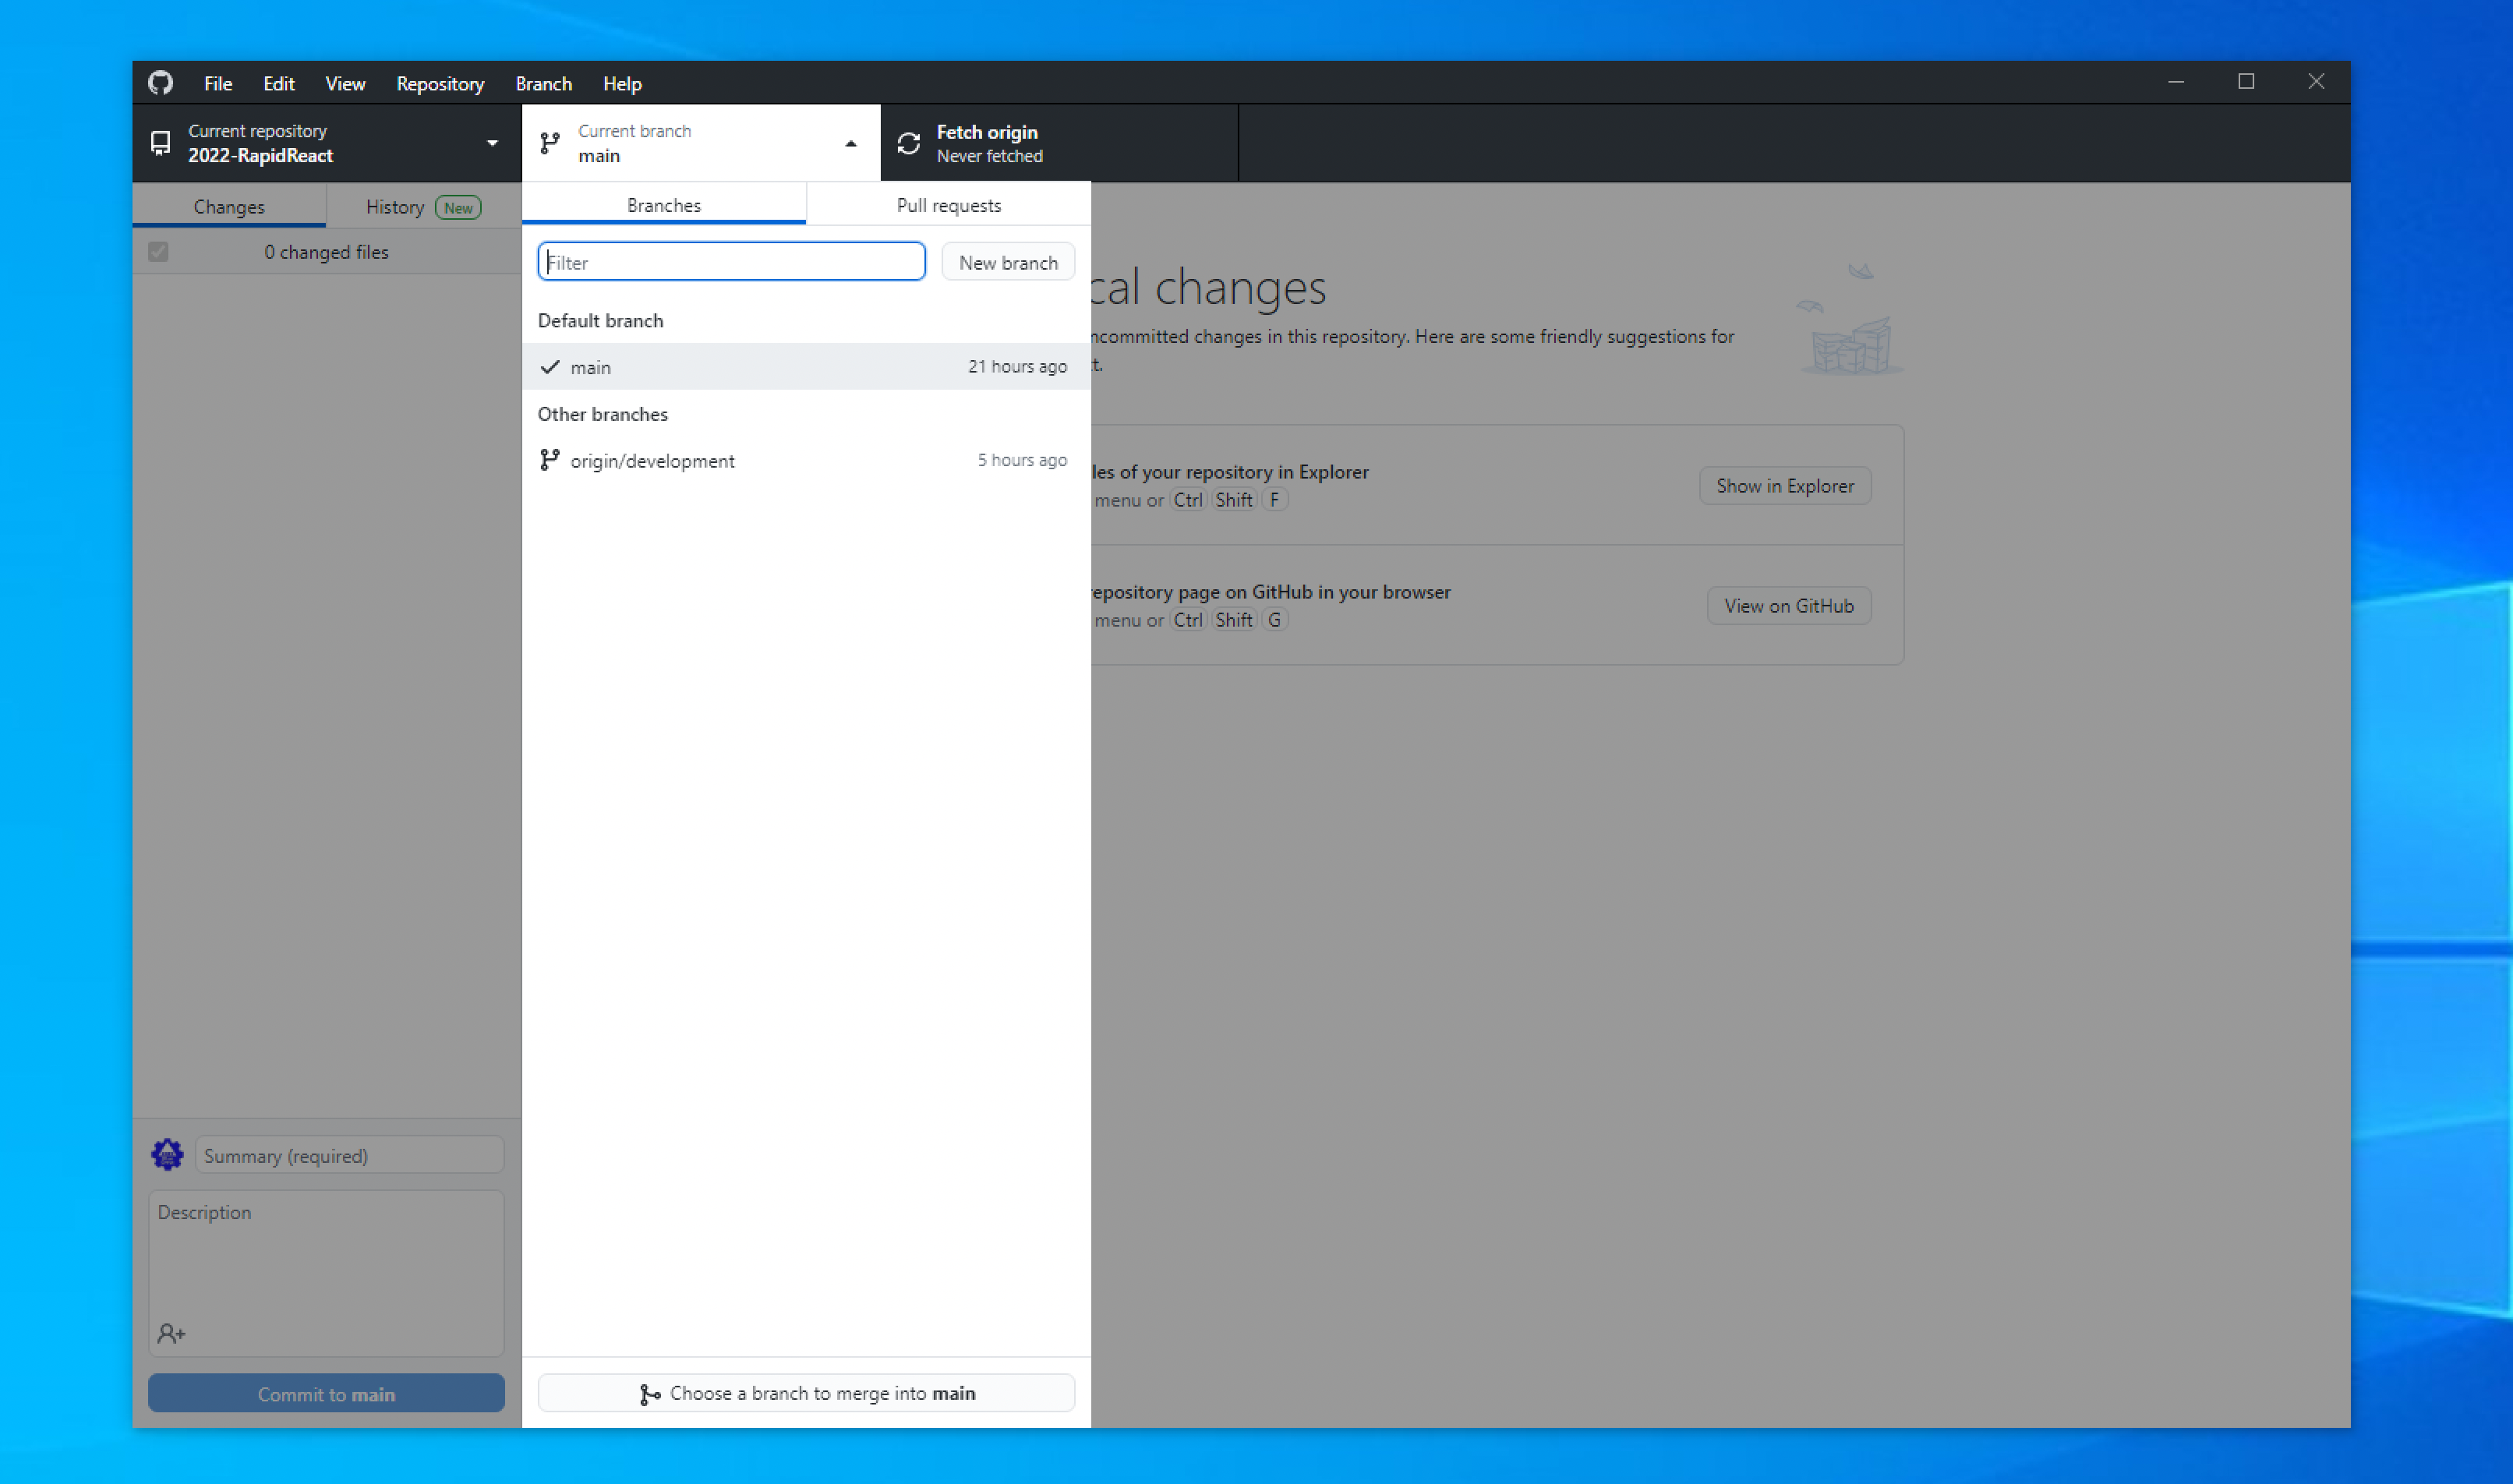 File Edit View Repository Branch Help
Current repository
2022-RapidReact
Current branch
main
Fetch origin
Never fetched
Changes
History New
0 changed files
Branches
Pull requests
Filter
New branch
Default branch
main 21 hours ago
Other branches
origin/development 5 hours ago
Choose a branch to merge into main
cal changes
ncommitted changes in this repository. Here are some friendly suggestions for
t.
les of your repository in Explorer
menu or Ctrl Shift F
Show in Explorer
repository page on GitHub in your browser
menu or Ctrl Shift G
View on GitHub
Summary (required)
Description
Commit to main